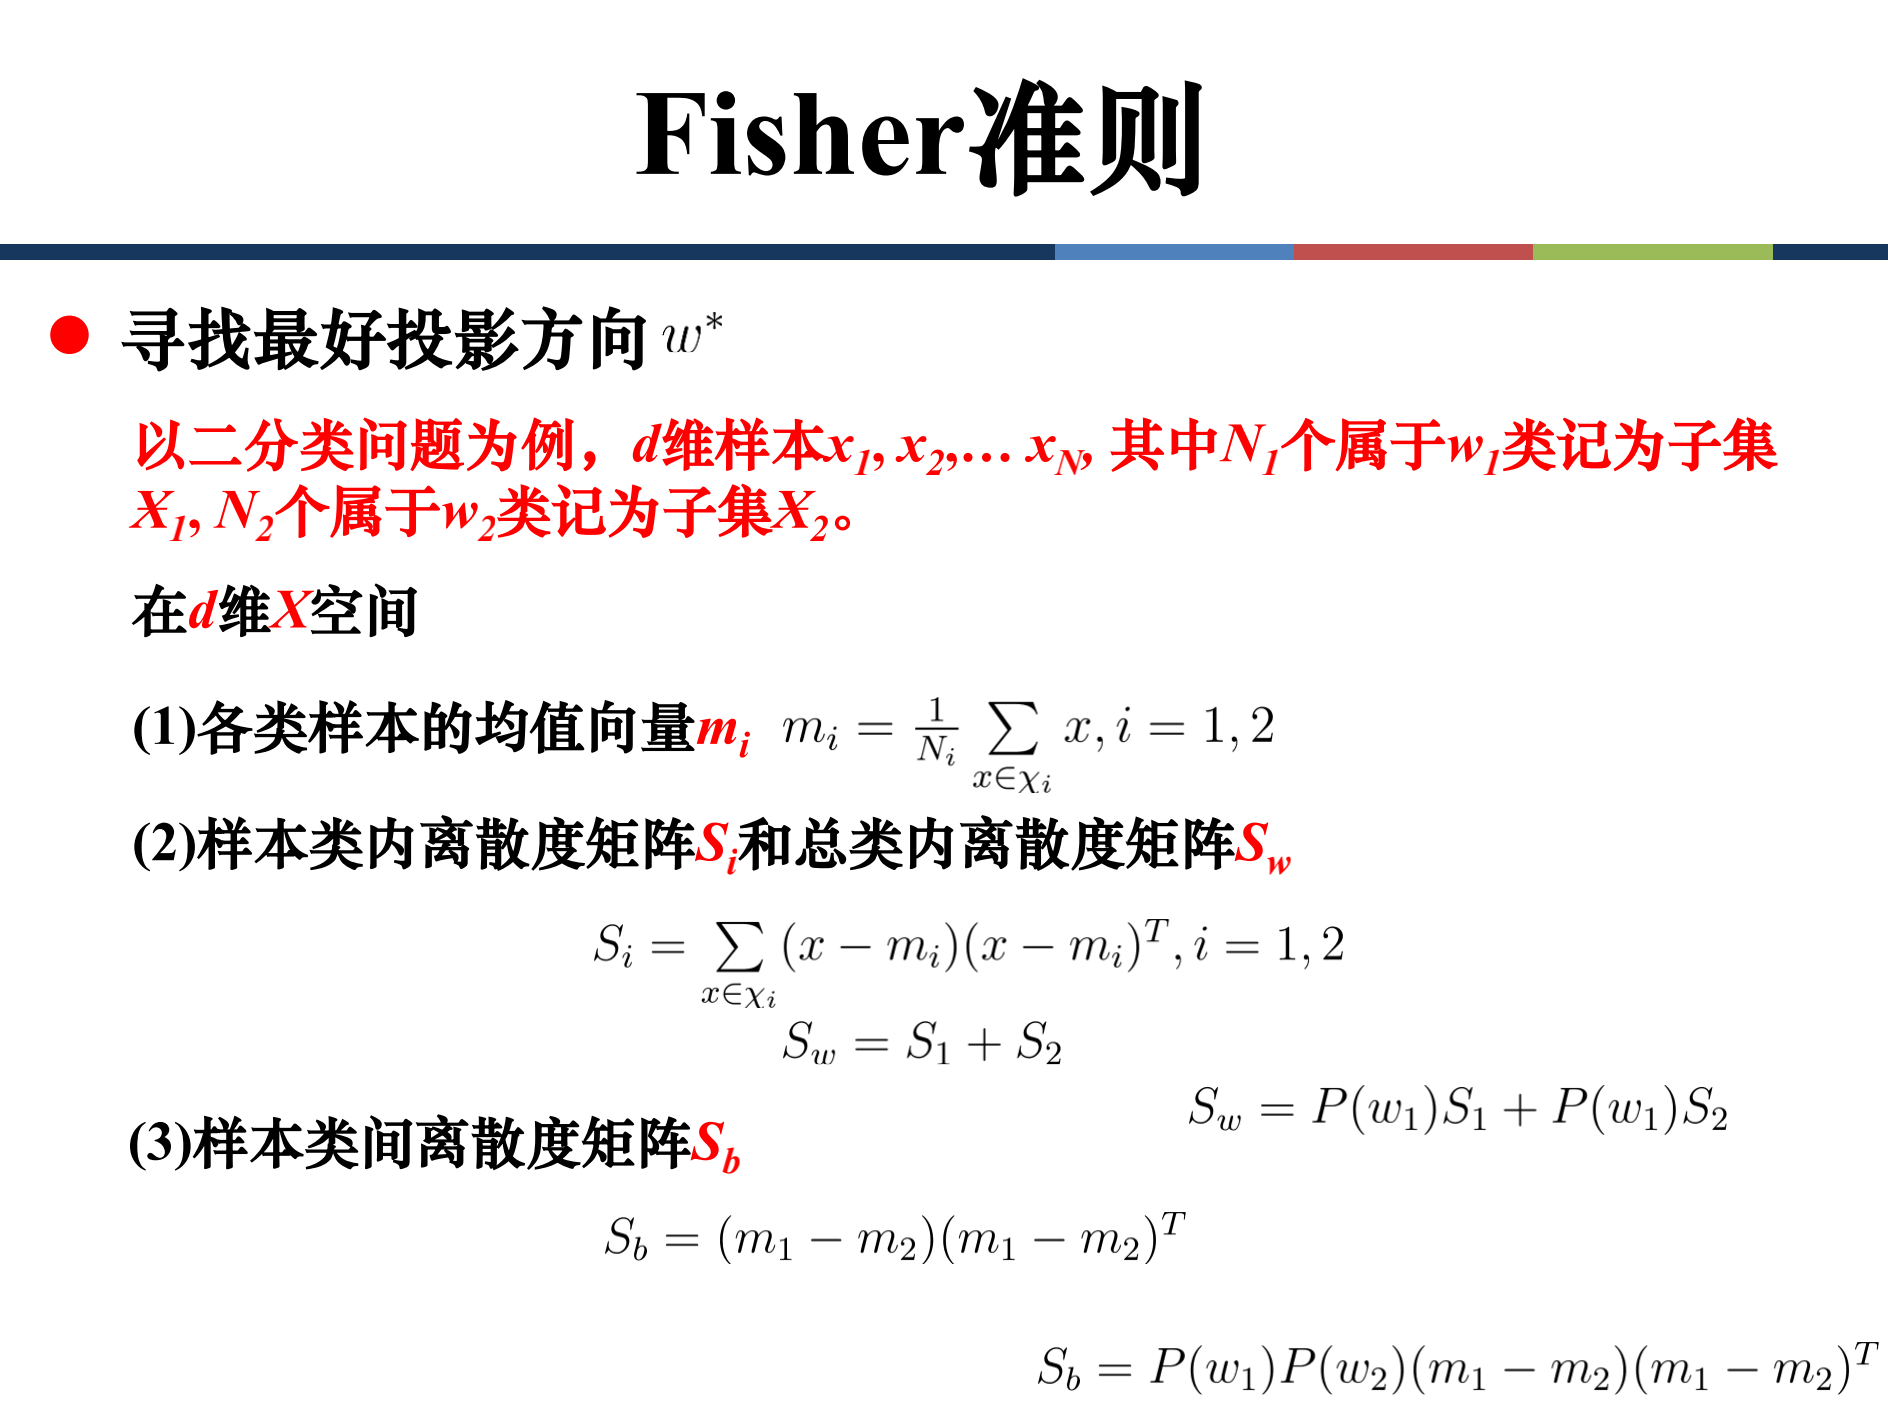 Fisher准则
寻找最好投影方向 $w^*$
以二分类问题为例，d维样本$x_1, x_2,… x_N$, 其中$N_1$个属于$w_1$类记为子集
$X_1$, $N_2$个属于$w_2$类记为子集$X_2$。
在d维X空间
(1)各类样本的均值向量$m_i$ $m_i = \frac{1}{N_i} \sum_{x \in \chi_i} x, i = 1, 2$
(2)样本类内离散度矩阵$S_i$和总类内离散度矩阵$S_w$
$S_i = \sum_{x \in \chi_i} (x - m_i)(x - m_i)^T, i = 1, 2$
$S_w = S_1 + S_2$
$S_w = P(w_1)S_1 + P(w_1)S_2$
(3)样本类间离散度矩阵$S_b$
$S_b = (m_1 - m_2)(m_1 - m_2)^T$
$S_b = P(w_1)P(w_2)(m_1 - m_2)(m_1 - m_2)^T$